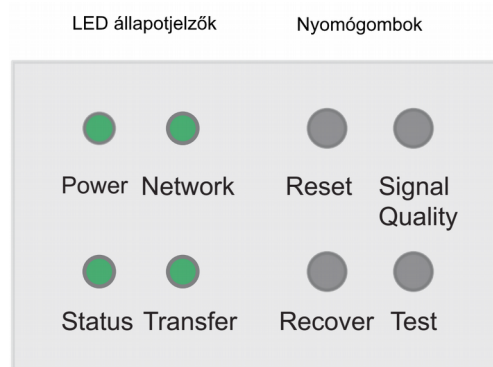 LED állapotjelzők
Nyomógombok
Power Network
Reset Signal
Quality
Status Transfer
Recover Test